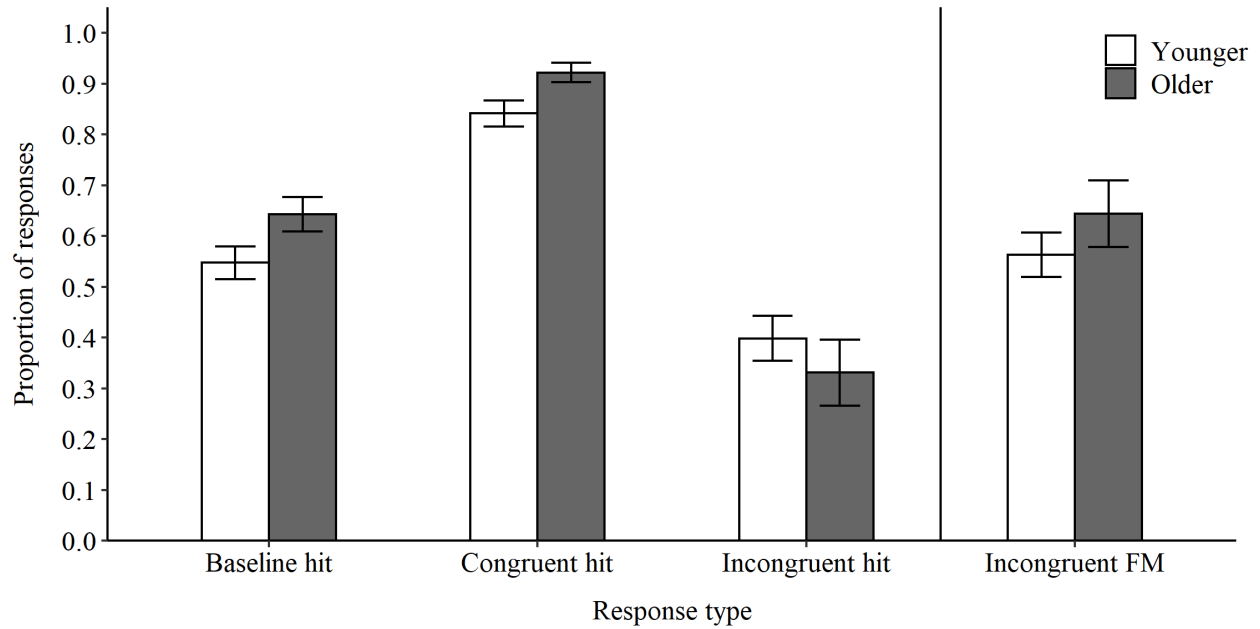 1.0
0.9
0.8
0.7
0.6
0.5
0.4
0.3
0.2
0.1
0.0
Proportion of responses
Younger
Older
Baseline hit
Congruent hit
Incongruent hit
Incongruent FM
Response type